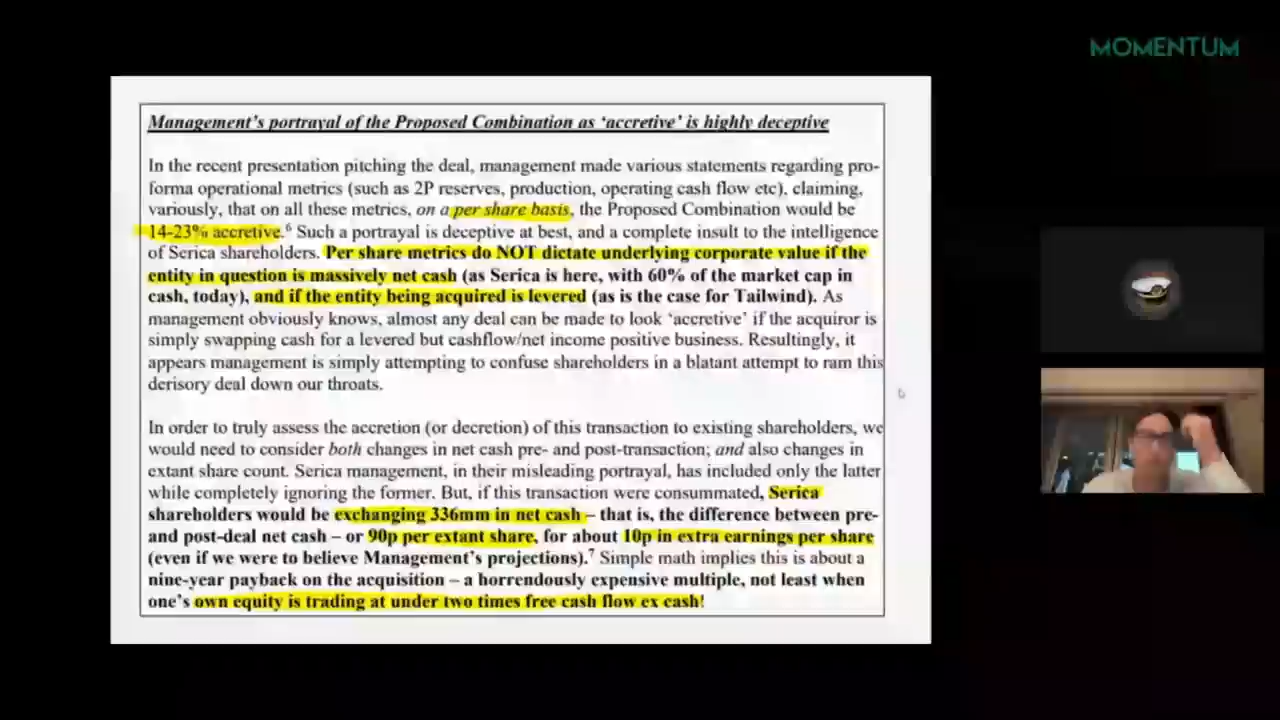 MOMENTUM
Management's portrayal of the Proposed Combination as 'accretive' is highly deceptive
In the recent presentation pitching the deal, management made various statements regarding pro-
forma operational metrics (such as 2P reserves, production, operating cash flow etc), claiming,
variously, that on all these metrics, on a per share basis, the Proposed Combination would be
14-23% accretive.6 Such a portrayal is deceptive at best, and a complete insult to the intelligence
of Serica shareholders. Per share metrics do NOT dictate underlying corporate value if the
entity in question is massively net cash (as Serica is here, with 60% of the market cap in
cash, today), and if the entity being acquired is levered (as is the case for Tailwind). As
management obviously knows, almost any deal can be made to look 'accretive' if the acquiror is
simply swapping cash for a levered but cashflow/net income positive business. Resultingly, it
appears management is simply attempting to confuse shareholders in a blatant attempt to ram this
derisory deal down our throats.
In order to truly assess the accretion (or decretion) of this transaction to existing shareholders, we
would need to consider both changes in net cash pre- and post-transaction; and also changes in
extant share count. Serica management, in their misleading portrayal, has included only the latter
while completely ignoring the former. But, if this transaction were consummated, Serica
shareholders would be exchanging 336mm in net cash – that is, the difference between pre-
and post-deal net cash – or 90p per extant share, for about 10p in extra earnings per share
(even if we were to believe Management's projections).7 Simple math implies this is about a
nine-year payback on the acquisition – a horrendously expensive multiple, not least when
one's own equity is trading at under two times free cash flow ex cash!